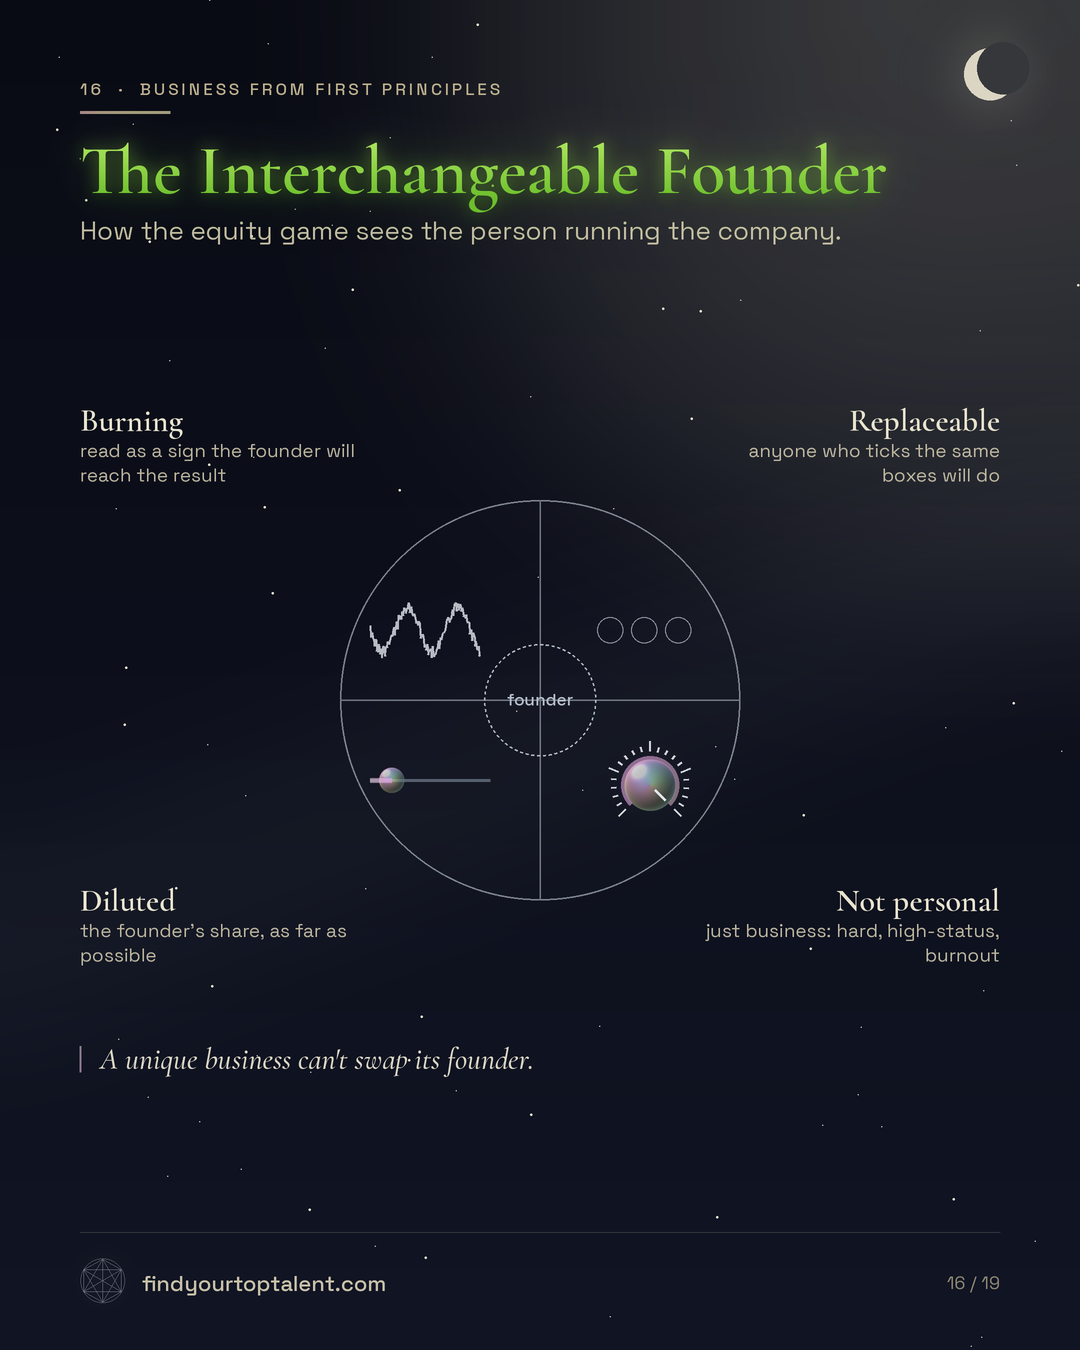 16 · BUSINESS FROM FIRST PRINCIPLES
The Interchangeable Founder
How the equity game sees the person running the company.
Burning
read as a sign the founder will
reach the result
Replaceable
anyone who ticks the same
boxes will do
founder
Diluted
the founder's share, as far as
possible
Not personal
just business: hard, high-status,
burnout
A unique business can't swap its founder.
findyourtoptalent.com
16 / 19